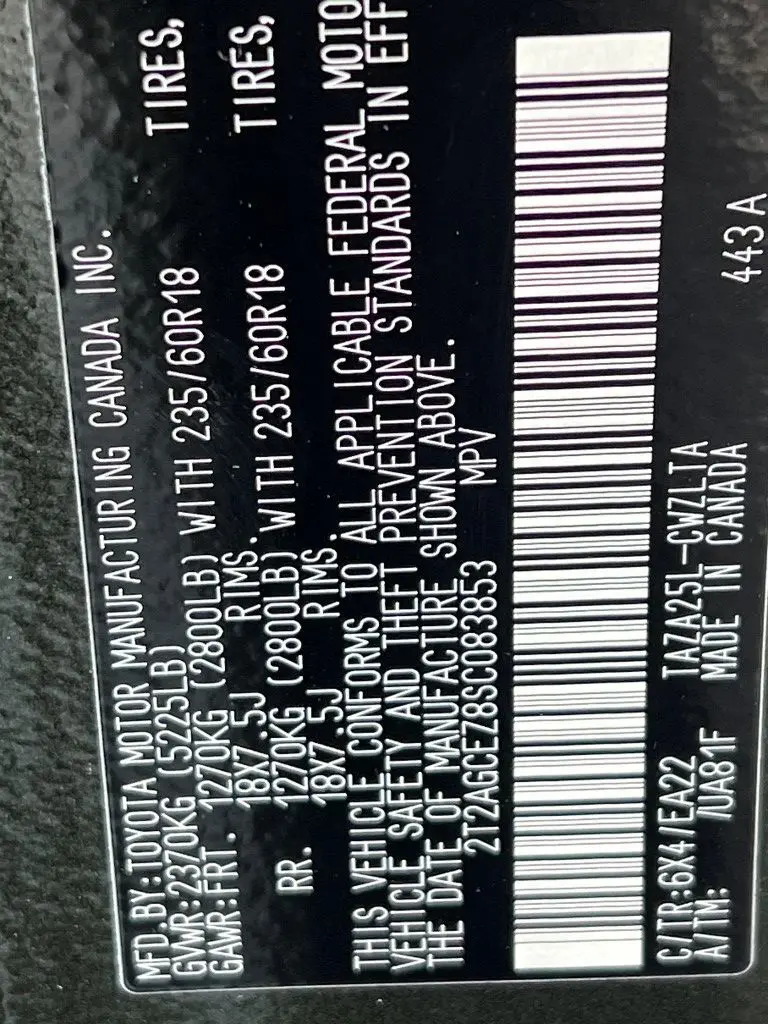 MFD.BY:TOYOTA MOTOR MANUFACTURING CANADA INC.
GVWR:2370KG (5225LB)
GAWR:FRT. 1270KG (2800LB) WITH 235/60R18 TIRES,
18X7.5J RIMS.
RR. 1270KG (2800LB) WITH 235/60R18 TIRES,
18X7.5J RIMS.
THIS VEHICLE CONFORMS TO ALL APPLICABLE FEDERAL MOTO
VEHICLE SAFETY AND THEFT PREVENTION STANDARDS IN EFF
THE DATE OF MANUFACTURE SHOWN ABOVE.
2T2AGCEZ8SC083853 MPV
C/TR:6X4/EA22 TAZA25L-CWZLTA
A/TM: /UA81F MADE IN CANADA
443A